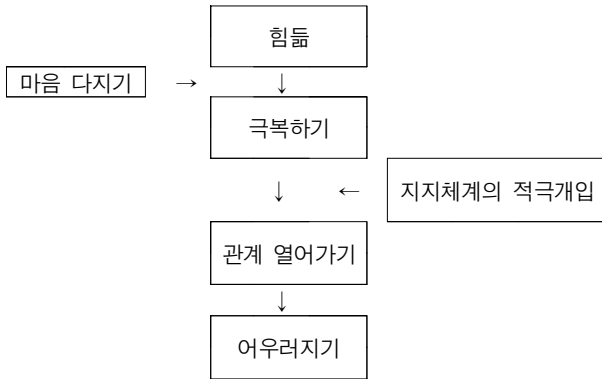 힘듦
마음 다지기 → ↓
극복하기
↓ ← 지지체계의 적극개입
관계 열어가기
↓
어우러지기